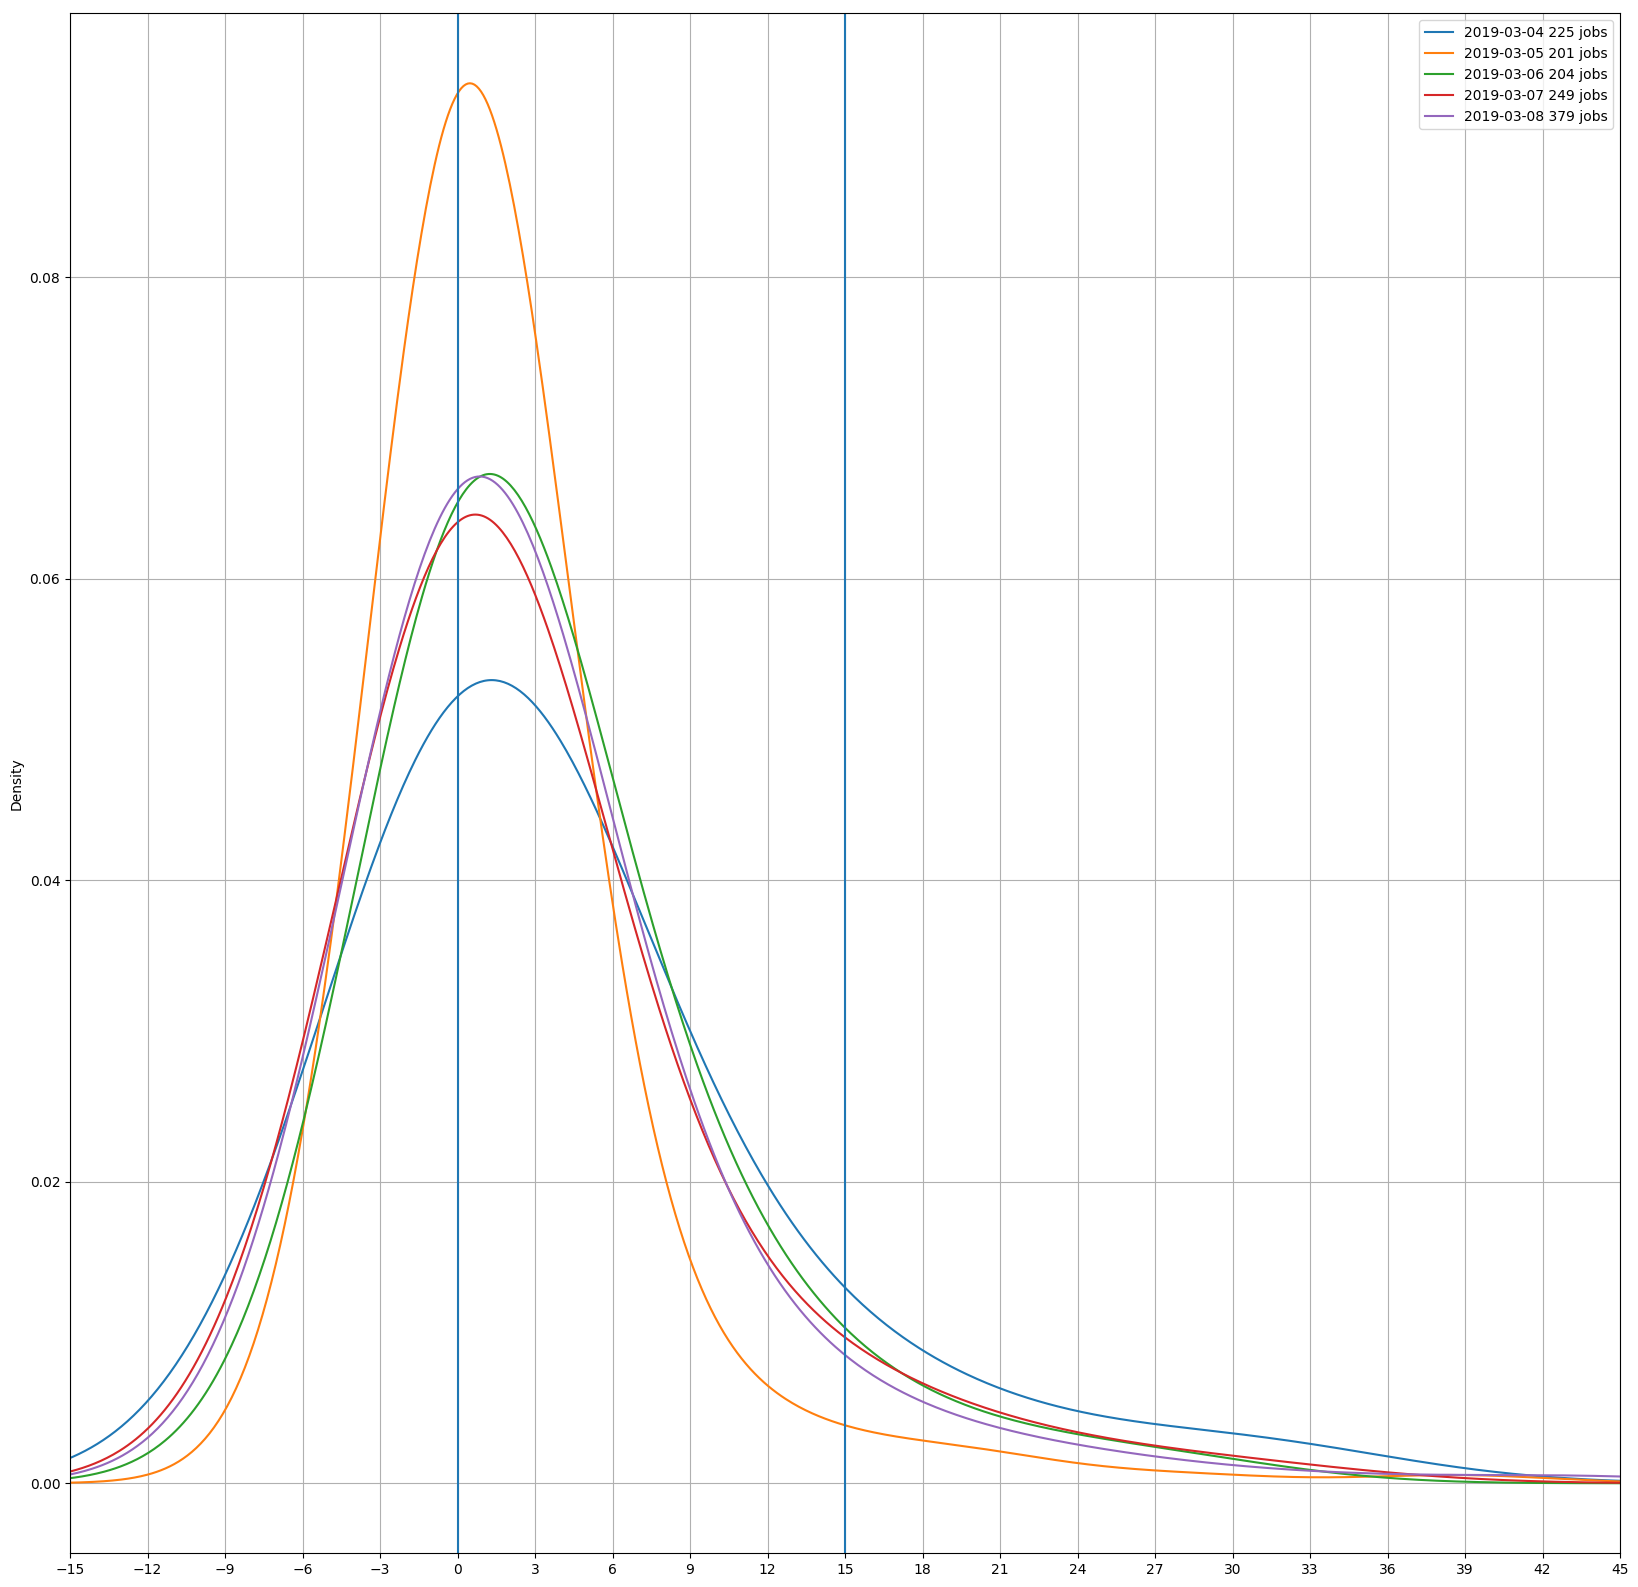 2019-03-04 225 jobs
2019-03-05 201 jobs
2019-03-06 204 jobs
2019-03-07 249 jobs
2019-03-08 379 jobs
0.08
0.06
0.04
0.02
0.00
Density
−15 −12 −9 −6 −3 0 3 6 9 12 15 18 21 24 27 30 33 36 39 42 45